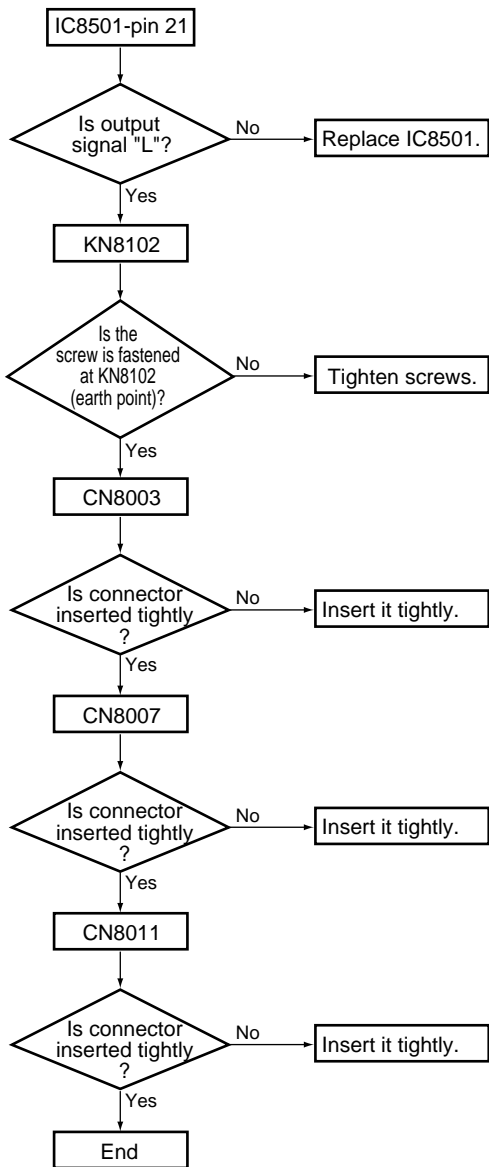 IC8501-pin 21
Is output
signal "L"?
No
Replace IC8501.
Yes
KN8102
Is the
screw is fastened
at KN8102
(earth point)?
No
Tighten screws.
Yes
CN8003
Is connector
inserted tightly
?
No
Insert it tightly.
Yes
CN8007
Is connector
inserted tightly
?
No
Insert it tightly.
Yes
CN8011
Is connector
inserted tightly
?
No
Insert it tightly.
Yes
End